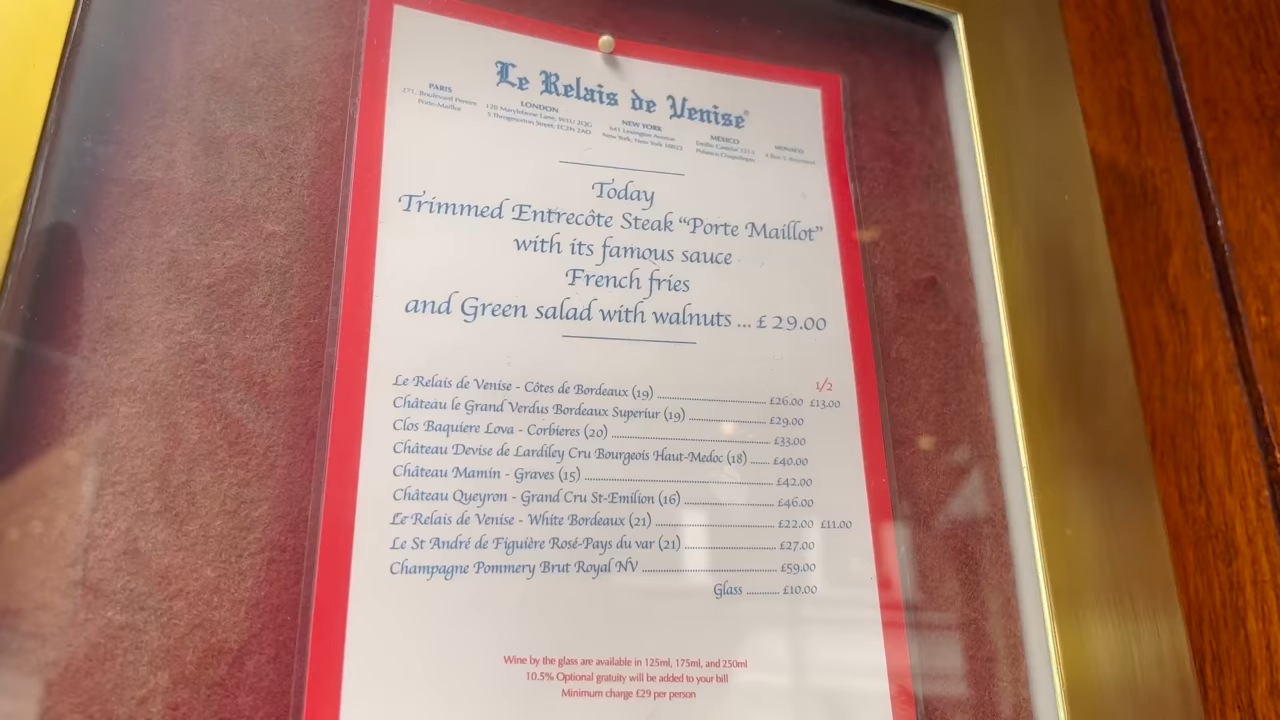 Le Relais de Venise®
PARIS
271, Boulevard Pereire
Porte-Maillot
LONDON
120 Marylebone Lane, W1U 2QG
5 Throgmorton Street, EC2N 2AD
NEW YORK
641 Lexington Avenue
New York, New York 10022
MEXICO
Polanco Chapultepec
MONACO
Today
Trimmed Entrecôte Steak “Porte Maillot”
with its famous sauce
French fries
and Green salad with walnuts ... £ 29.00
1/2
Le Relais de Venise - Côtes de Bordeaux (19) ........ £26.00 £13.00
Château le Grand Verdus Bordeaux Superiur (19) ........ £29.00
Clos Baquiere Lova - Corbieres (20) ........ £33.00
Château Devise de Lardiley Cru Bourgeois Haut-Medoc (18) ....... £40.00
Château Mamin - Graves (15) ........ £42.00
Château Queyron - Grand Cru St-Emilion (16) ........ £46.00
Le Relais de Venise - White Bordeaux (21) ........ £22.00 £11.00
Le St André de Figuière Rosé-Pays du var (21) ........ £27.00
Champagne Pommery Brut Royal NV ........ £59.00
Glass ............ £10.00
Wine by the glass are available in 125ml, 175ml, and 250ml
10.5% Optional gratuity will be added to your bill
Minimum charge £29 per person